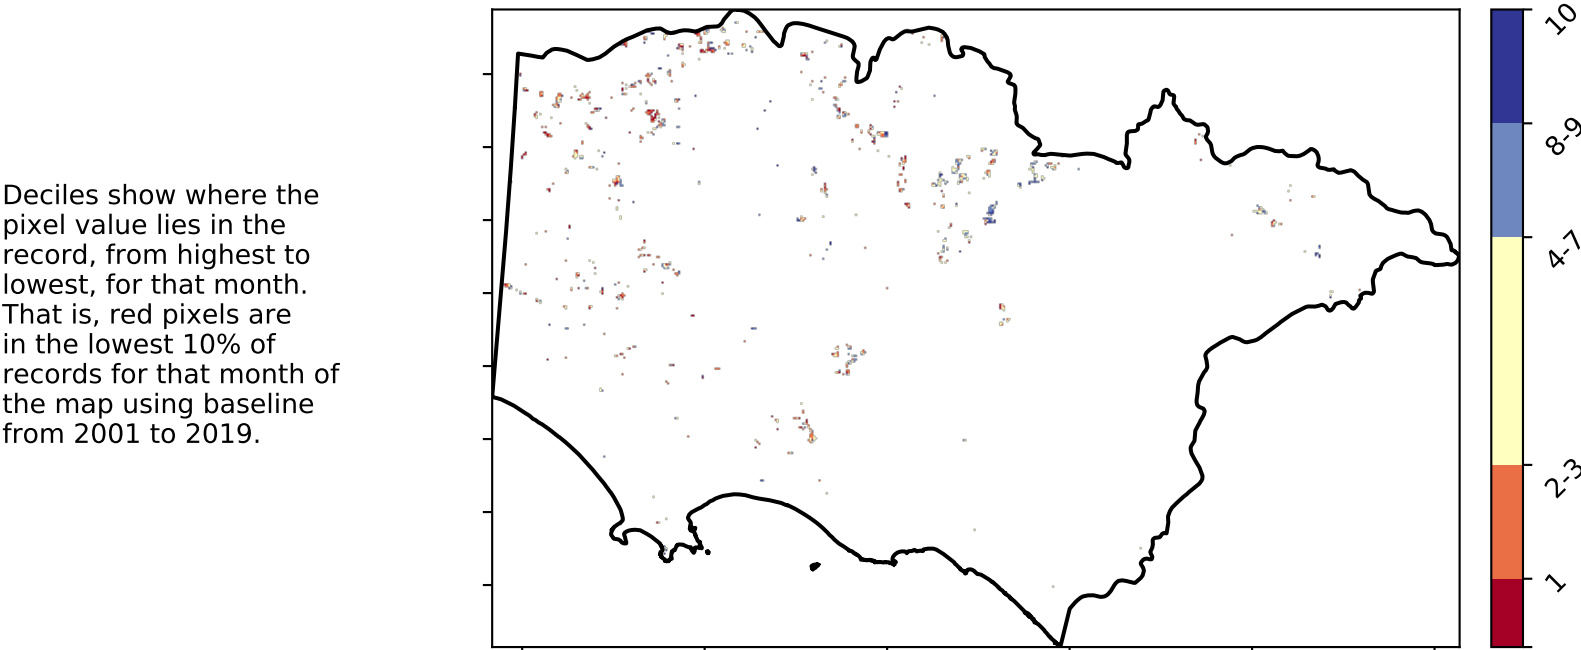 Deciles show where the
pixel value lies in the
record, from highest to
lowest, for that month.
That is, red pixels are
in the lowest 10% of
records for that month of
the map using baseline
from 2001 to 2019.
10
8-9
4-7
2-3
1